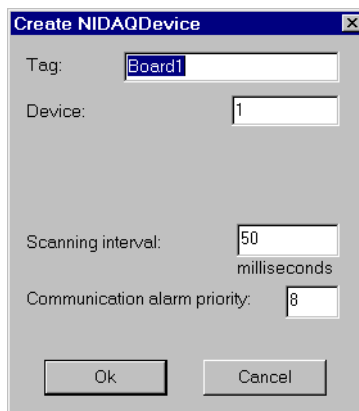 Create NIDAQDevice
Tag: Board1
Device: 1
Scanning interval: 50
milliseconds
Communication alarm priority: 8
Ok Cancel